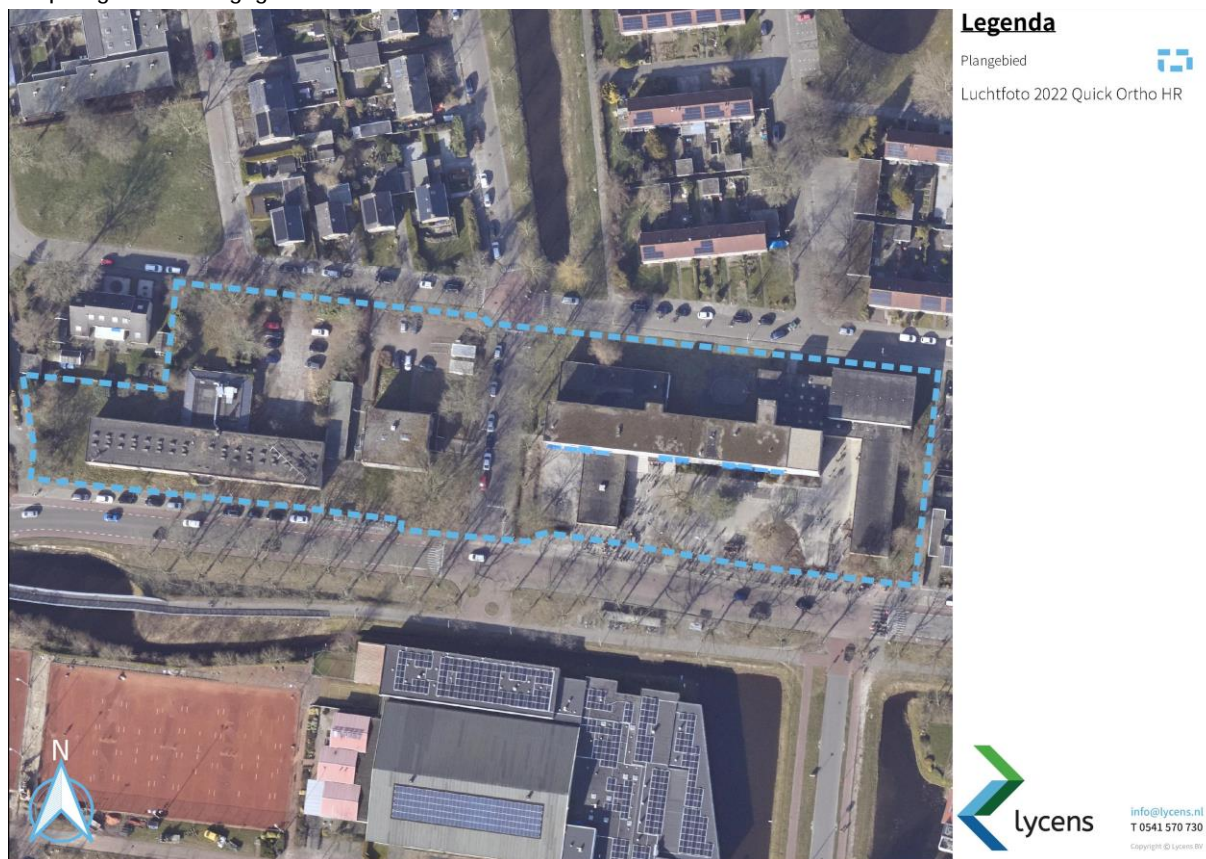 Legenda
Plangebied
Luchtfoto 2022 Quick Ortho HR
N
lycens
info@lycens.nl
T 0541 570 730
Copyright © Lycens BV